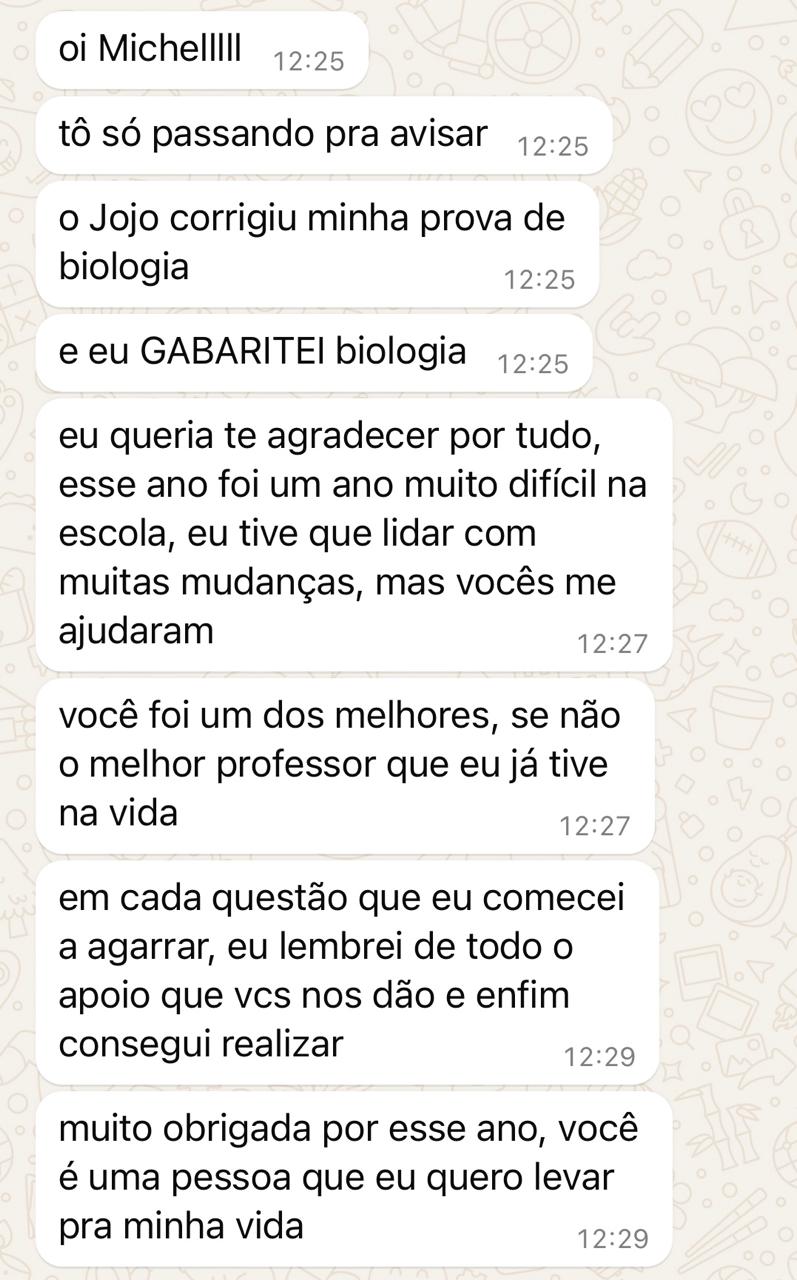 oi Michelllll 12:25
tô só passando pra avisar 12:25
o Jojo corrigiu minha prova de
biologia 12:25
e eu GABARITEI biologia 12:25
eu queria te agradecer por tudo,
esse ano foi um ano muito difícil na
escola, eu tive que lidar com
muitas mudanças, mas vocês me
ajudaram 12:27
você foi um dos melhores, se não
o melhor professor que eu já tive
na vida 12:27
em cada questão que eu comecei
a agarrar, eu lembrei de todo o
apoio que vcs nos dão e enfim
consegui realizar 12:29
muito obrigada por esse ano, você
é uma pessoa que eu quero levar
pra minha vida 12:29